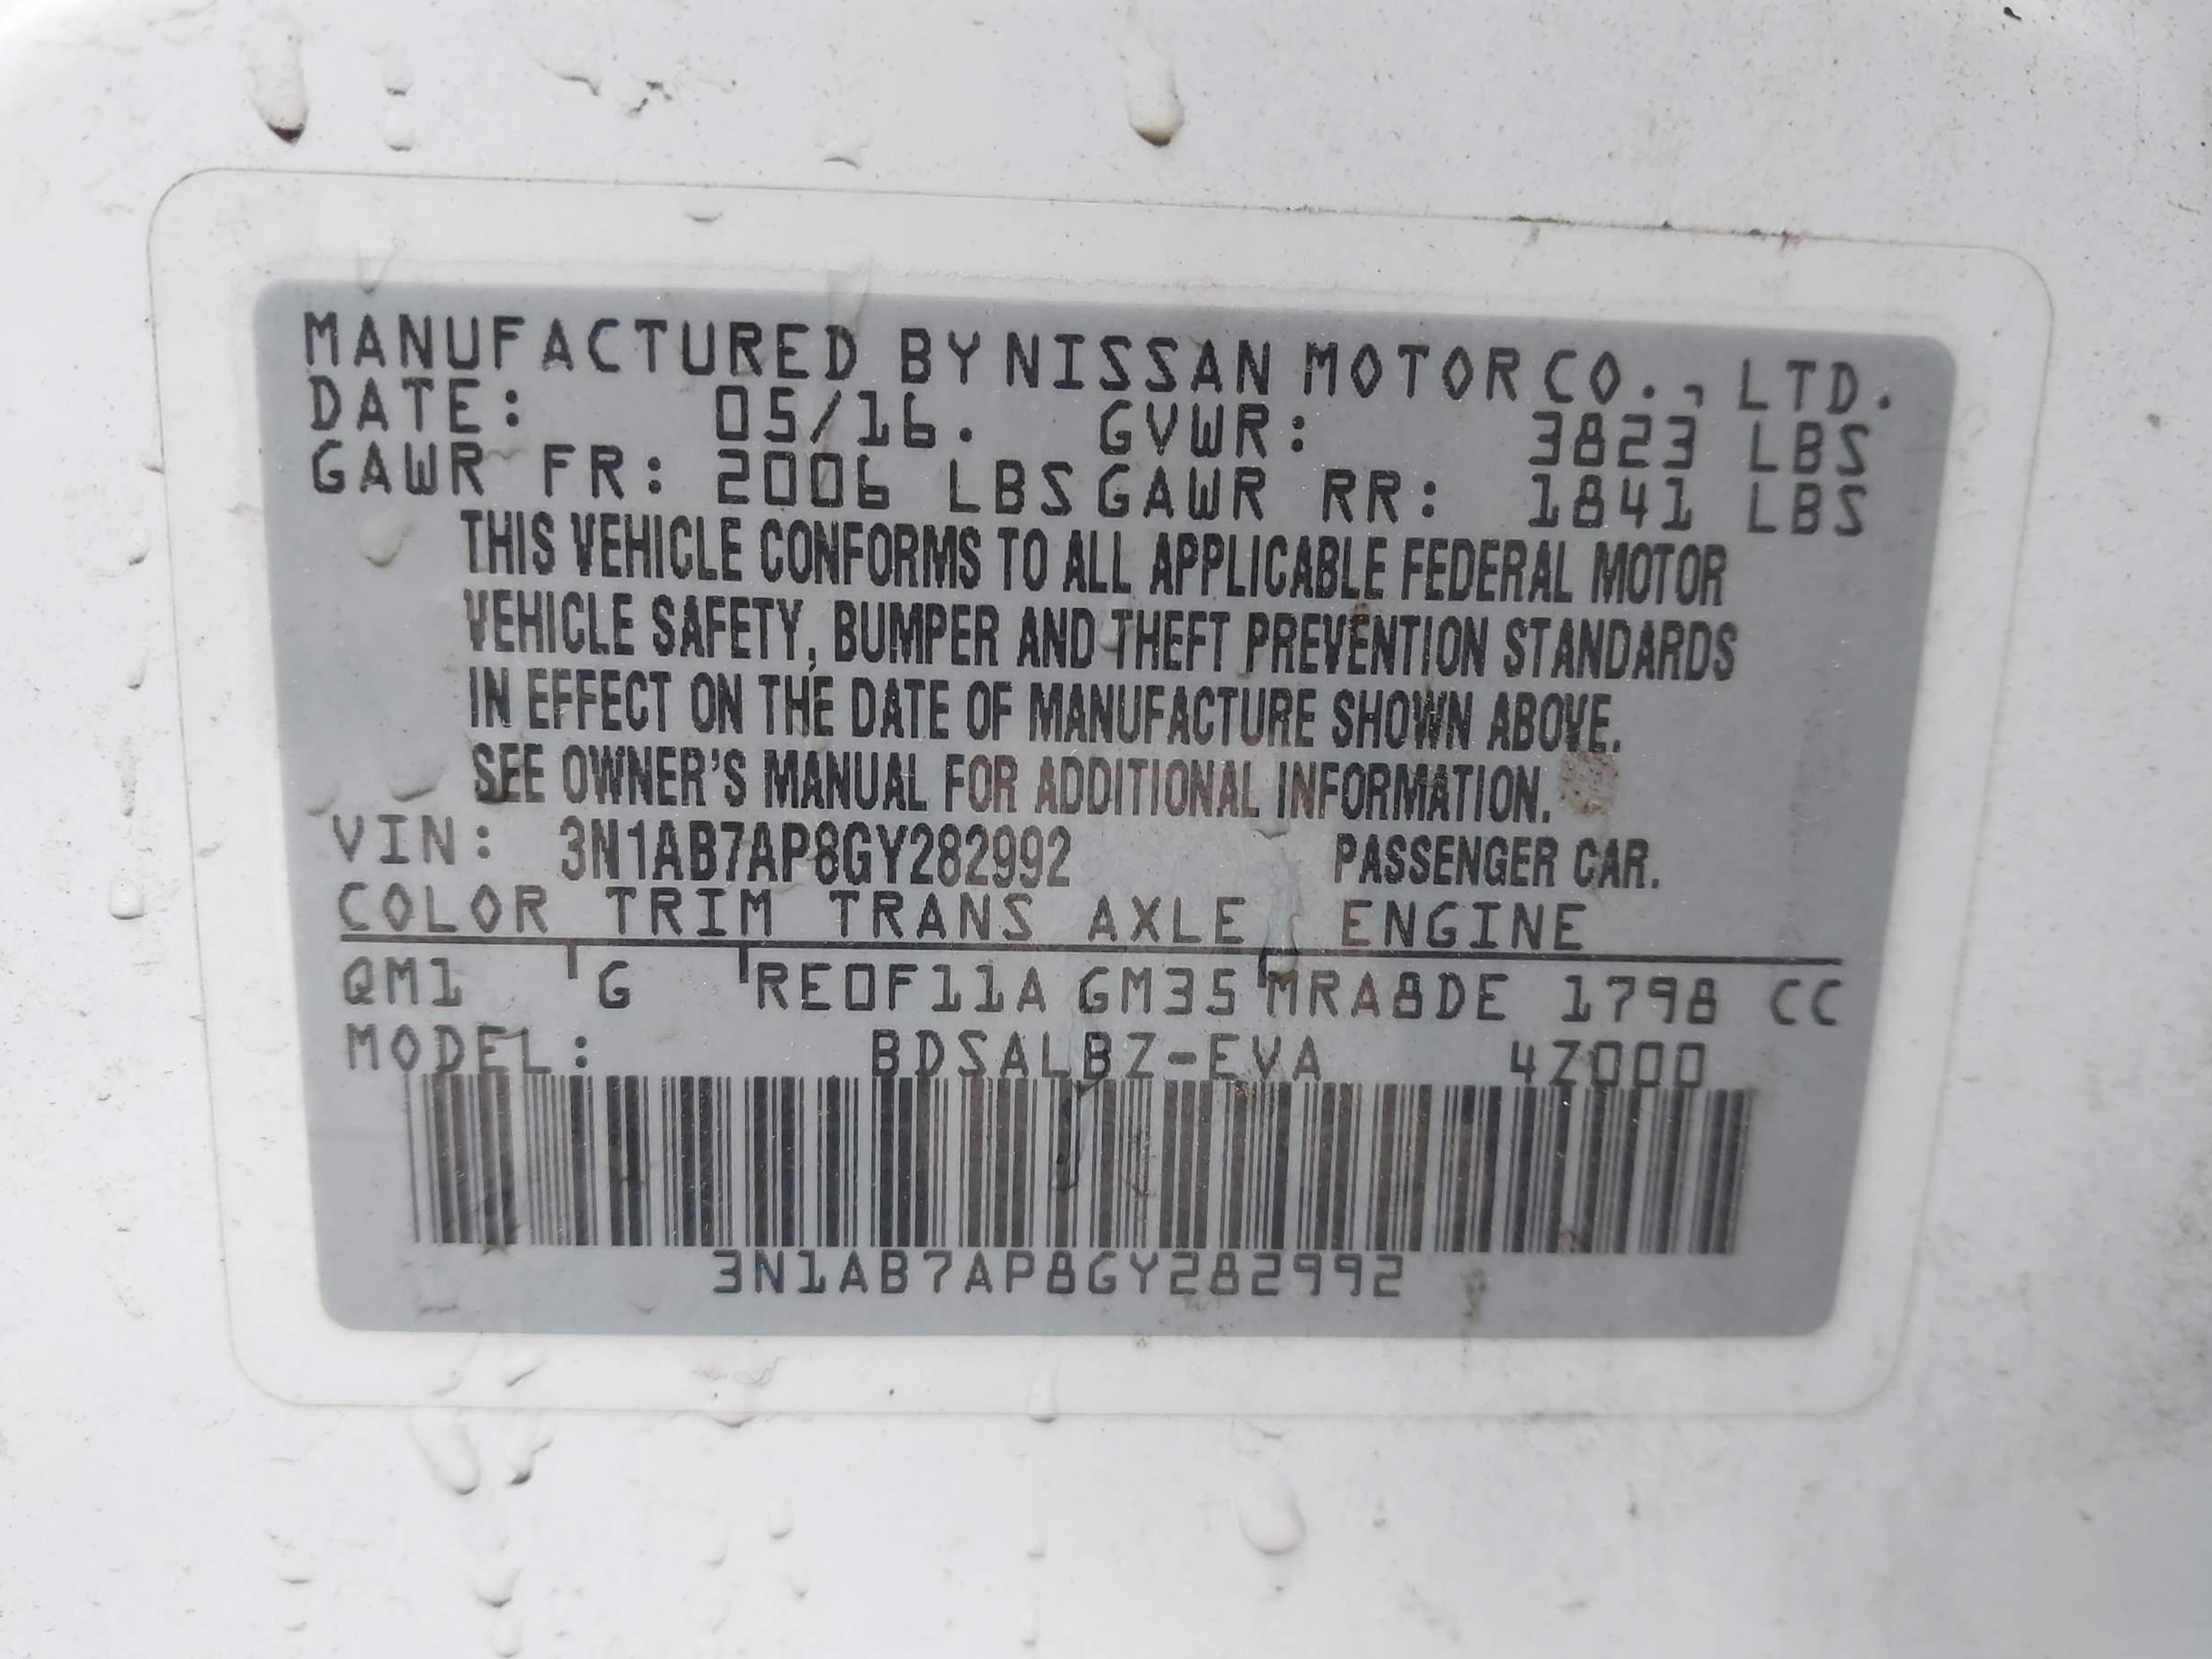 MANUFACTURED BY NISSAN MOTOR CO., LTD.
DATE: 05/16. GVWR: 3823 LBS
GAWR FR: 2006 LBS GAWR RR: 1841 LBS
THIS VEHICLE CONFORMS TO ALL APPLICABLE FEDERAL MOTOR
VEHICLE SAFETY, BUMPER AND THEFT PREVENTION STANDARDS
IN EFFECT ON THE DATE OF MANUFACTURE SHOWN ABOVE.
SEE OWNER'S MANUAL FOR ADDITIONAL INFORMATION.
VIN: 3N1AB7AP8GY282992 PASSENGER CAR.
COLOR TRIM TRANS AXLE ENGINE
QM1 G RE0F11A GM35 MRA8DE 1798 CC
MODEL: BDSALBZ-EVA 4Z000
3N1AB7AP8GY282992